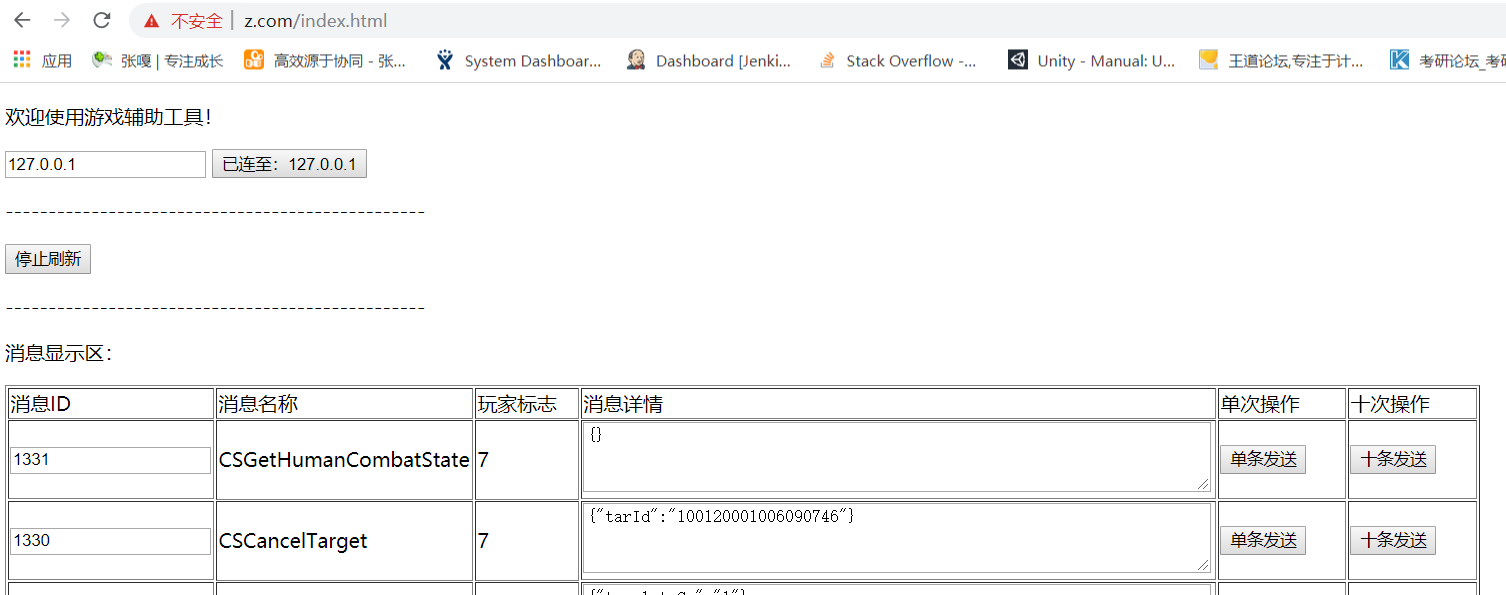 不安全 | z.com/index.html
应用 张嘎 | 专注成长 高效源于协同 - 张... System Dashboar... Dashboard [Jenki... Stack Overflow -... Unity - Manual: U... 王道论坛,专注于计... 考研论坛_考研
欢迎使用游戏辅助工具！
127.0.0.1 已连至：127.0.0.1
------------------------------------------------
停止刷新
------------------------------------------------
消息显示区：
消息ID 消息名称 玩家标志 消息详情 单次操作 十次操作
1331 CSGetHumanCombatState 7 {} 单条发送 十条发送
1330 CSCancelTarget 7 {"tarId":"100120001006090746"} 单条发送 十条发送